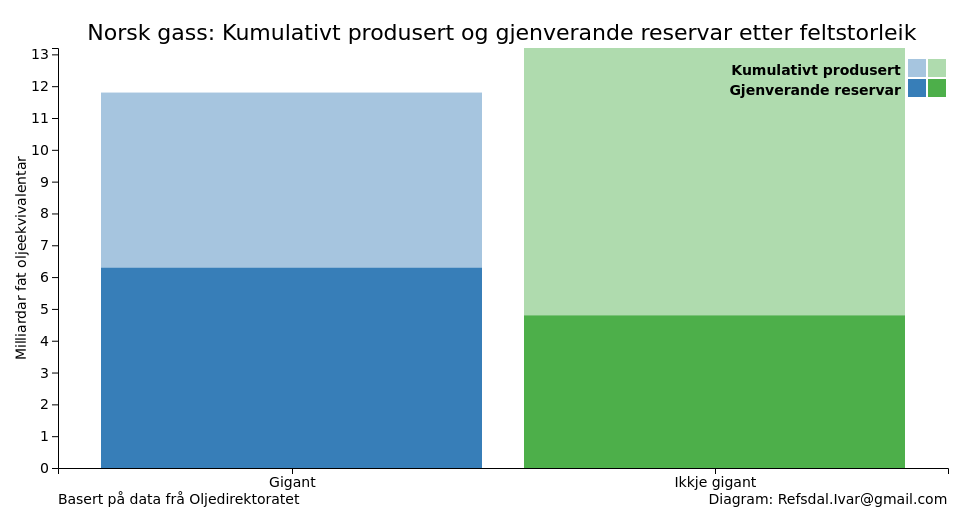 Norsk gass: Kumulativt produsert og gjenverande reservar etter feltstorleik
Kumulativt produsert
Gjenverande reservar
Milliardar fat oljeekvivalentar
13
12
11
10
9
8
7
6
5
4
3
2
1
0
Gigant
Ikkje gigant
Basert på data frå Oljedirektoratet
Diagram: Refsdal.Ivar@gmail.com